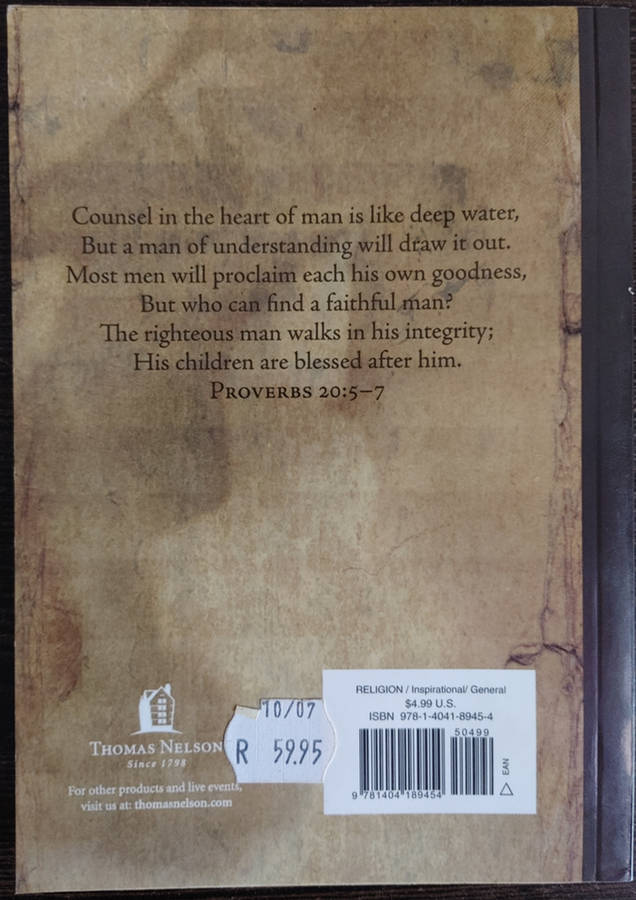 Counsel in the heart of man is like deep water,
But a man of understanding will draw it out.
Most men will proclaim each his own goodness,
But who can find a faithful man?
The righteous man walks in his integrity;
His children are blessed after him.
PROVERBS 20:5–7
THOMAS NELSON
Since 1798
For other products and live events,
visit us at: thomasnelson.com
10/07
R 59.95
RELIGION / Inspirational/ General
$4.99 U.S.
ISBN 978-1-4041-8945-4
50499
9 781404 189454
EAN